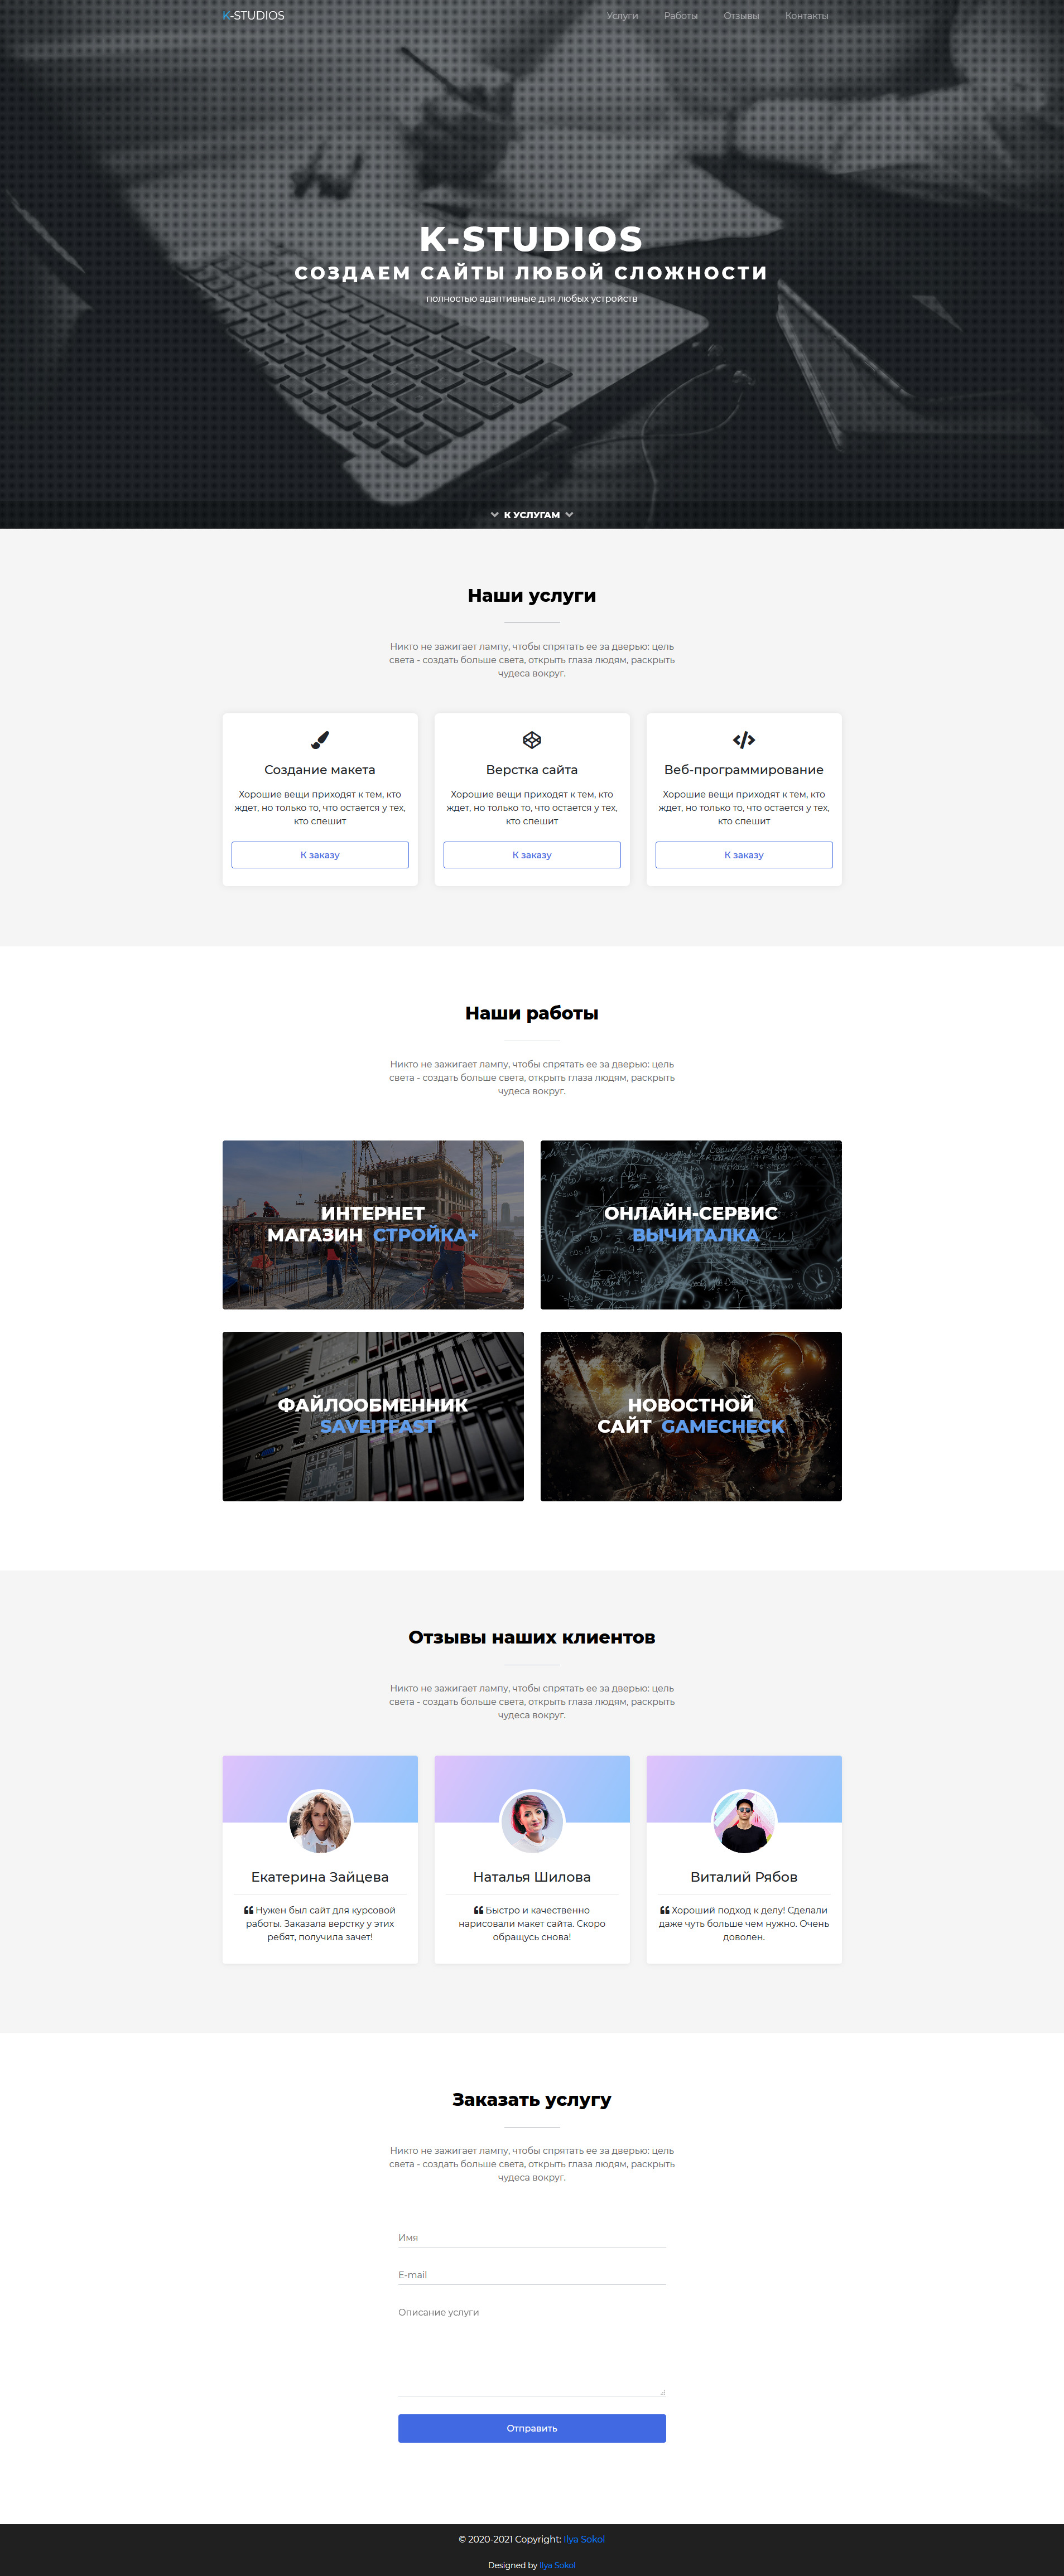 K-STUDIOS
Услуги Работы Отзывы Контакты
K-STUDIOS
СОЗДАЕМ САЙТЫ ЛЮБОЙ СЛОЖНОСТИ
полностью адаптивные для любых устройств
К УСЛУГАМ
Наши услуги
Никто не зажигает лампу, чтобы спрятать ее за дверью: цель
света - создать больше света, открыть глаза людям, раскрыть
чудеса вокруг.
Создание макета
Хорошие вещи приходят к тем, кто
ждет, но только то, что остается у тех,
кто спешит
К заказу
Верстка сайта
Хорошие вещи приходят к тем, кто
ждет, но только то, что остается у тех,
кто спешит
К заказу
Веб-программирование
Хорошие вещи приходят к тем, кто
ждет, но только то, что остается у тех,
кто спешит
К заказу
Наши работы
Никто не зажигает лампу, чтобы спрятать ее за дверью: цель
света - создать больше света, открыть глаза людям, раскрыть
чудеса вокруг.
ИНТЕРНЕТ
МАГАЗИН СТРОЙКА+
ОНЛАЙН-СЕРВИС
ВЫЧИТАЛКА
ФАЙЛООБМЕННИК
SAVEITFAST
НОВОСТНОЙ
САЙТ GAMECHECK
Отзывы наших клиентов
Никто не зажигает лампу, чтобы спрятать ее за дверью: цель
света - создать больше света, открыть глаза людям, раскрыть
чудеса вокруг.
Екатерина Зайцева
Нужен был сайт для курсовой
работы. Заказала верстку у этих
ребят, получила зачет!
Наталья Шилова
Быстро и качественно
нарисовали макет сайта. Скоро
обращусь снова!
Виталий Рябов
Хороший подход к делу! Сделали
даже чуть больше чем нужно. Очень
доволен.
Заказать услугу
Никто не зажигает лампу, чтобы спрятать ее за дверью: цель
света - создать больше света, открыть глаза людям, раскрыть
чудеса вокруг.
Имя
E-mail
Описание услуги
Отправить
© 2020-2021 Copyright: Ilya Sokol
Designed by Ilya Sokol